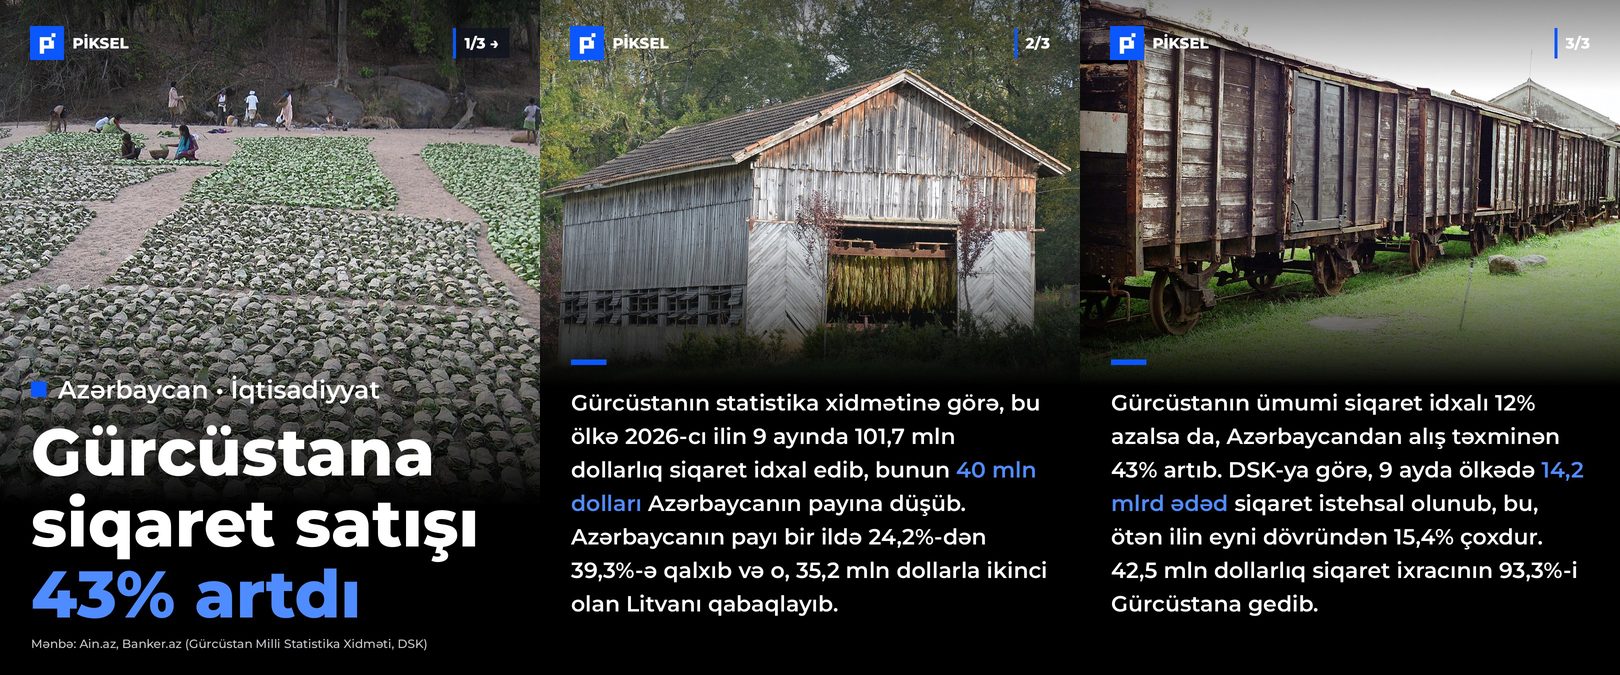 PİKSEL
1/3 →
Azərbaycan • İqtisadiyyat
Gürcüstana
siqaret satışı
43% artdı
Mənbə: Ain.az, Banker.az (Gürcüstan Milli Statistika Xidməti, DSK)
PİKSEL
2/3
Gürcüstanın statistika xidmətinə görə, bu
ölkə 2026-cı ilin 9 ayında 101,7 mln
dollarlıq siqaret idxal edib, bunun 40 mln
dolları Azərbaycanın payına düşüb.
Azərbaycanın payı bir ildə 24,2%-dən
39,3%-ə qalxıb və o, 35,2 mln dollarla ikinci
olan Litvanı qabaqlayıb.
PİKSEL
3/3
Gürcüstanın ümumi siqaret idxalı 12%
azalsa da, Azərbaycandan alış təxminən
43% artıb. DSK-ya görə, 9 ayda ölkədə 14,2
mlrd ədəd siqaret istehsal olunub, bu,
ötən ilin eyni dövründən 15,4% çoxdur.
42,5 mln dollarlıq siqaret ixracının 93,3%-i
Gürcüstana gedib.